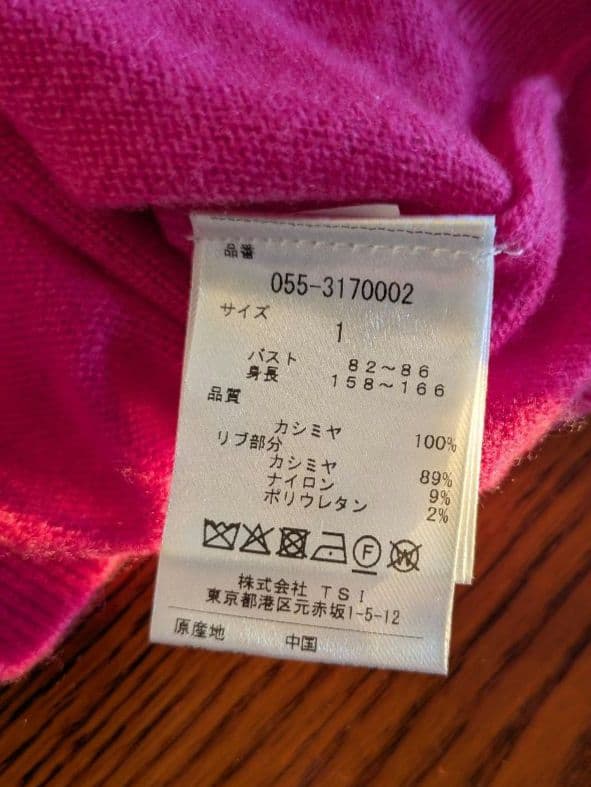 品番
055-3170002
サイズ
1
バスト 82～86
身長 158～166
品質
カシミヤ 100%
リブ部分
カシミヤ 89%
ナイロン 9%
ポリウレタン 2%
F W
株式会社 TSI
東京都港区元赤坂1-5-12
原産地 中国